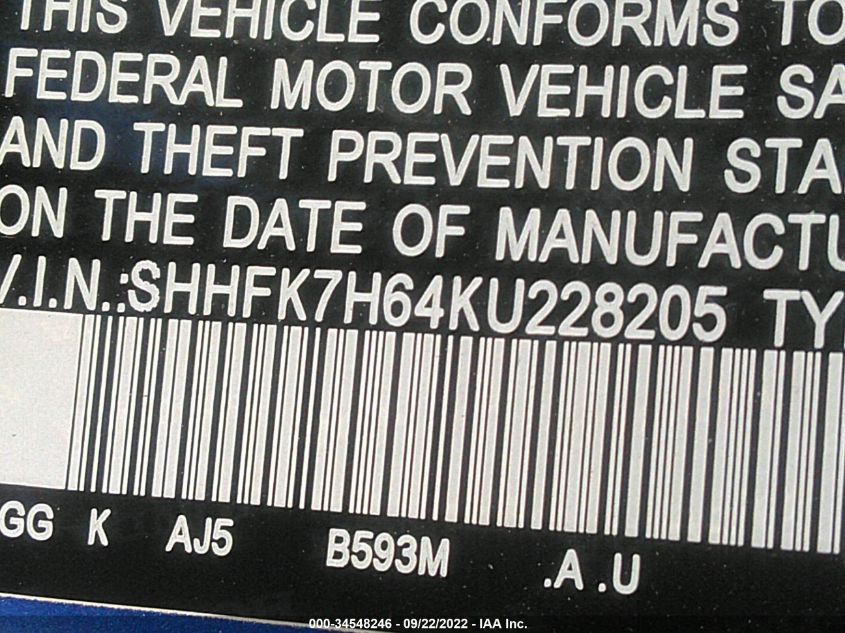 THIS VEHICLE CONFORMS TO
FEDERAL MOTOR VEHICLE SA
AND THEFT PREVENTION STA
ON THE DATE OF MANUFACTU
V.I.N.:SHHFK7H64KU228205 TY
GG K AJ5 B593M .A .U
000-34548246 - 09/22/2022 - IAA Inc.